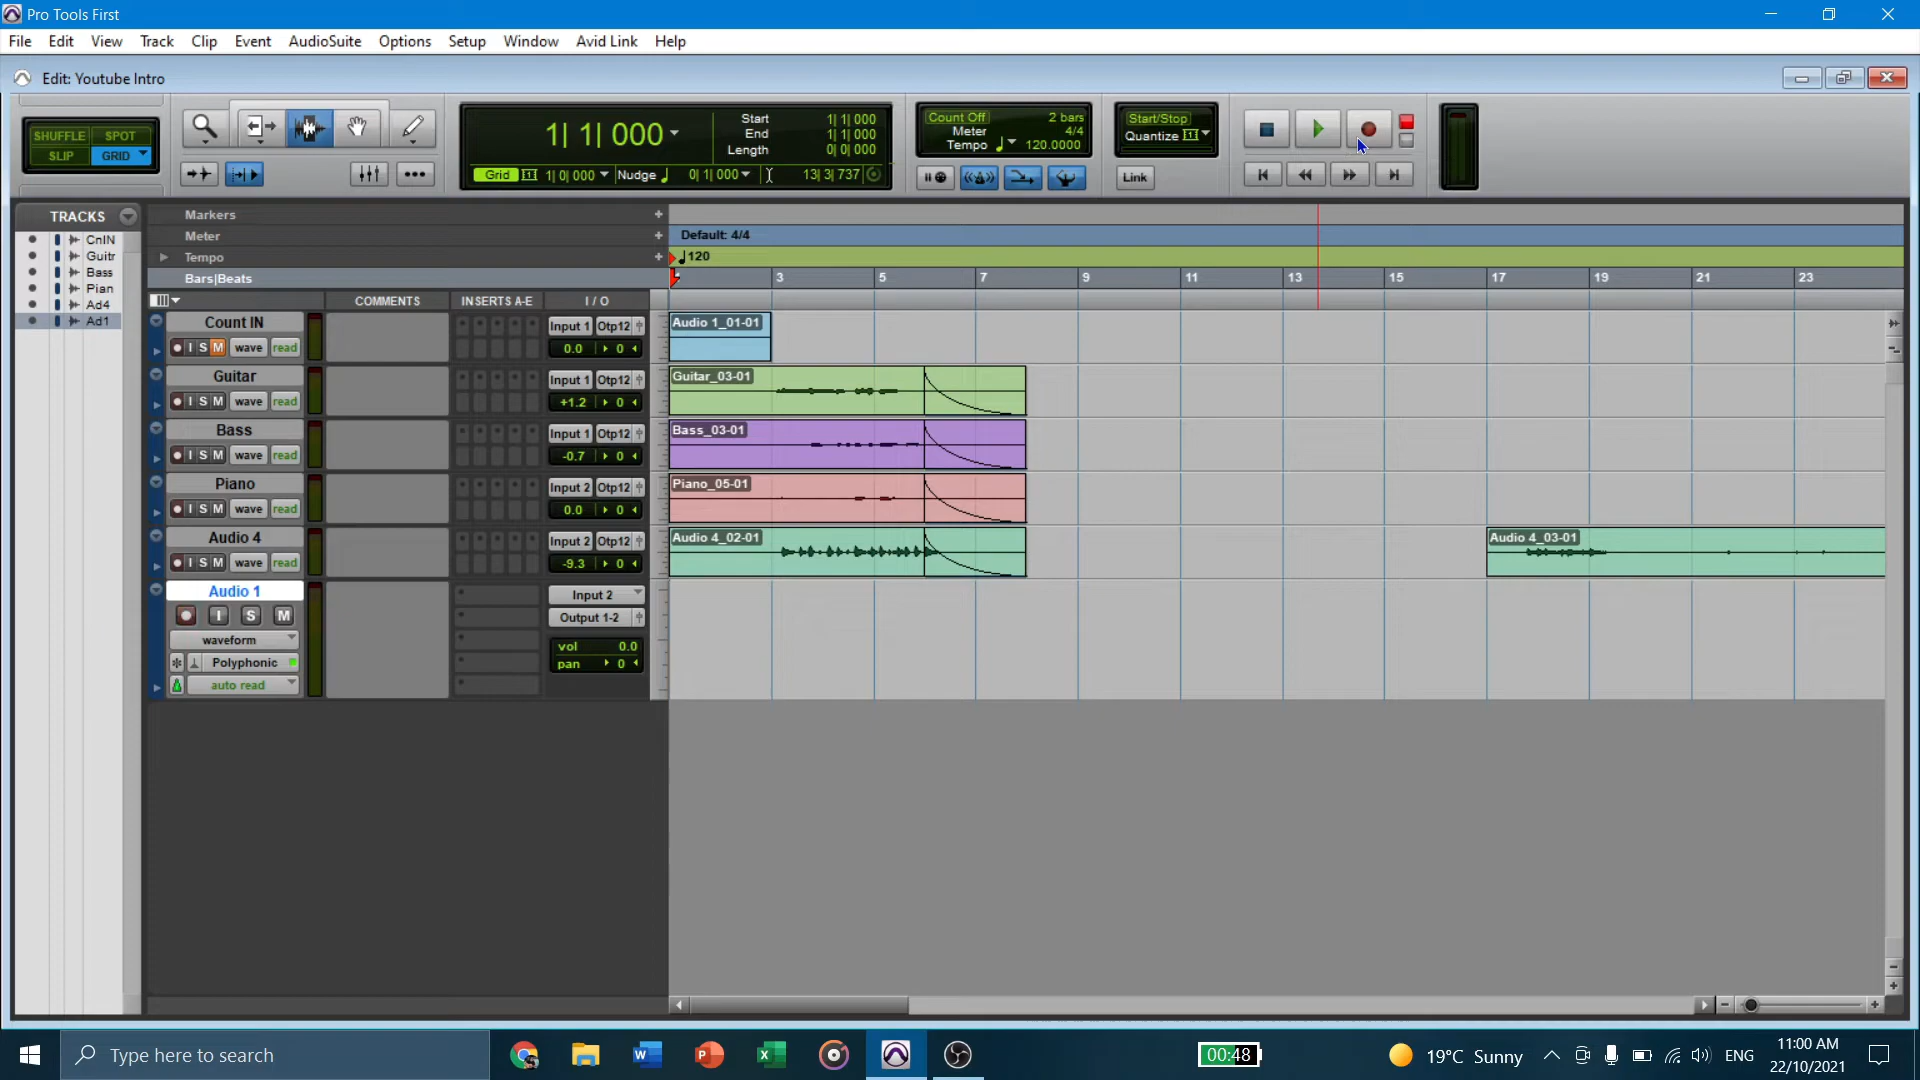 Pro Tools First
File Edit View Track Clip Event AudioSuite Options Setup Window Avid Link Help
Edit: Youtube Intro
SHUFFLE SPOT
SLIP GRID
1| 1| 000
Start 1| 1| 000
End 1| 1| 000
Length 0| 0| 000
Grid 1| 0| 000 Nudge 0| 1| 000 13| 3| 737
Count Off 2 bars
Meter 4/4
Tempo 120.0000
Start/Stop
Quantize
Link
TRACKS
CnIN
Guitr
Bass
Pian
Ad4
Ad1
Markers
Meter Default: 4/4
Tempo 120
Bars|Beats 3 5 7 9 11 13 15 17 19 21 23
COMMENTS INSERTS A-E I / O
Count IN Input 1 Otp12 Audio 1_01-01
I S M wave read 0.0 0
Guitar Input 1 Otp12 Guitar_03-01
I S M wave read +1.2 0
Bass Input 1 Otp12 Bass_03-01
I S M wave read -0.7 0
Piano Input 2 Otp12 Piano_05-01
I S M wave read 0.0 0
Audio 4 Input 2 Otp12 Audio 4_02-01 Audio 4_03-01
I S M wave read -9.3 0
Audio 1 Input 2
I S M Output 1-2
waveform vol 0.0
Polyphonic pan 0
auto read
Type here to search 00:48 19°C Sunny ENG 11:00 AM
22/10/2021